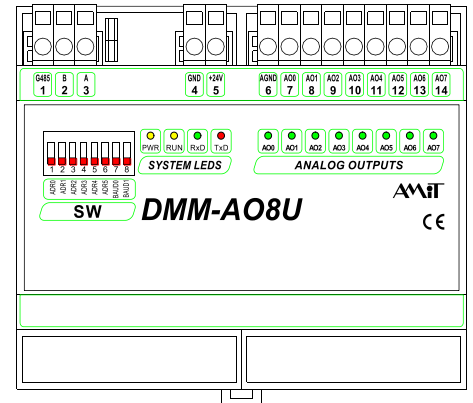 G485 B A GND +24V AGND AO0 AO1 AO2 AO3 AO4 AO5 AO6 AO7
1 2 3 4 5 6 7 8 9 10 11 12 13 14
PWR RUN RxD TxD AO0 AO1 AO2 AO3 AO4 AO5 AO6 AO7
1 2 3 4 5 6 7 8
SYSTEM LEDS ANALOG OUTPUTS
ADR0 ADR1 ADR2 ADR3 ADR4 ADR5 BAUD0 BAUD1
AMiT
SW DMM-AO8U
CE